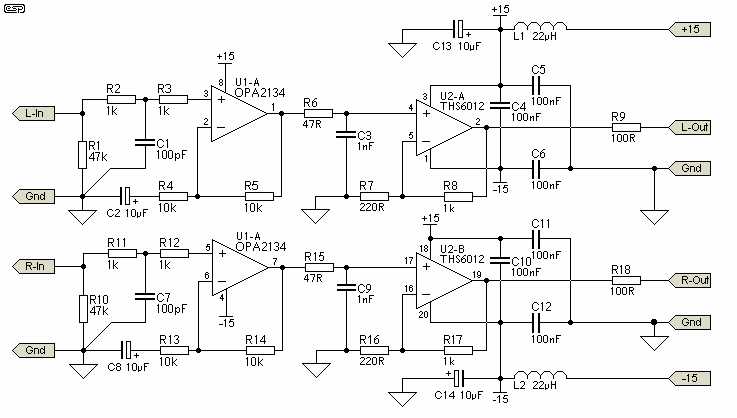 ESP
+15
C13 10µF
L1 22µH
+15
+15
R2
1k
R3
1k
U1-A
OPA2134
8
3
2
1
+
−
L-In
R1
47k
C1
100pF
R6
47R
C3
1nF
U2-A
THS6012
3
4
5
2
1
+
−
C5
100nF
C4
100nF
C6
100nF
-15
R9
100R
L-Out
Gnd
Gnd
C2 10µF
R4
10k
R5
10k
R7
220R
R8
1k
+15
R11
1k
R12
1k
U1-A
OPA2134
5
6
7
4
+
−
-15
R-In
R10
47k
C7
100pF
R15
47R
C9
1nF
U2-B
THS6012
18
17
16
19
20
+
−
C11
100nF
C10
100nF
C12
100nF
R18
100R
R-Out
Gnd
Gnd
C8 10µF
R13
10k
R14
10k
R16
220R
R17
1k
C14 10µF
-15
L2 22µH
-15